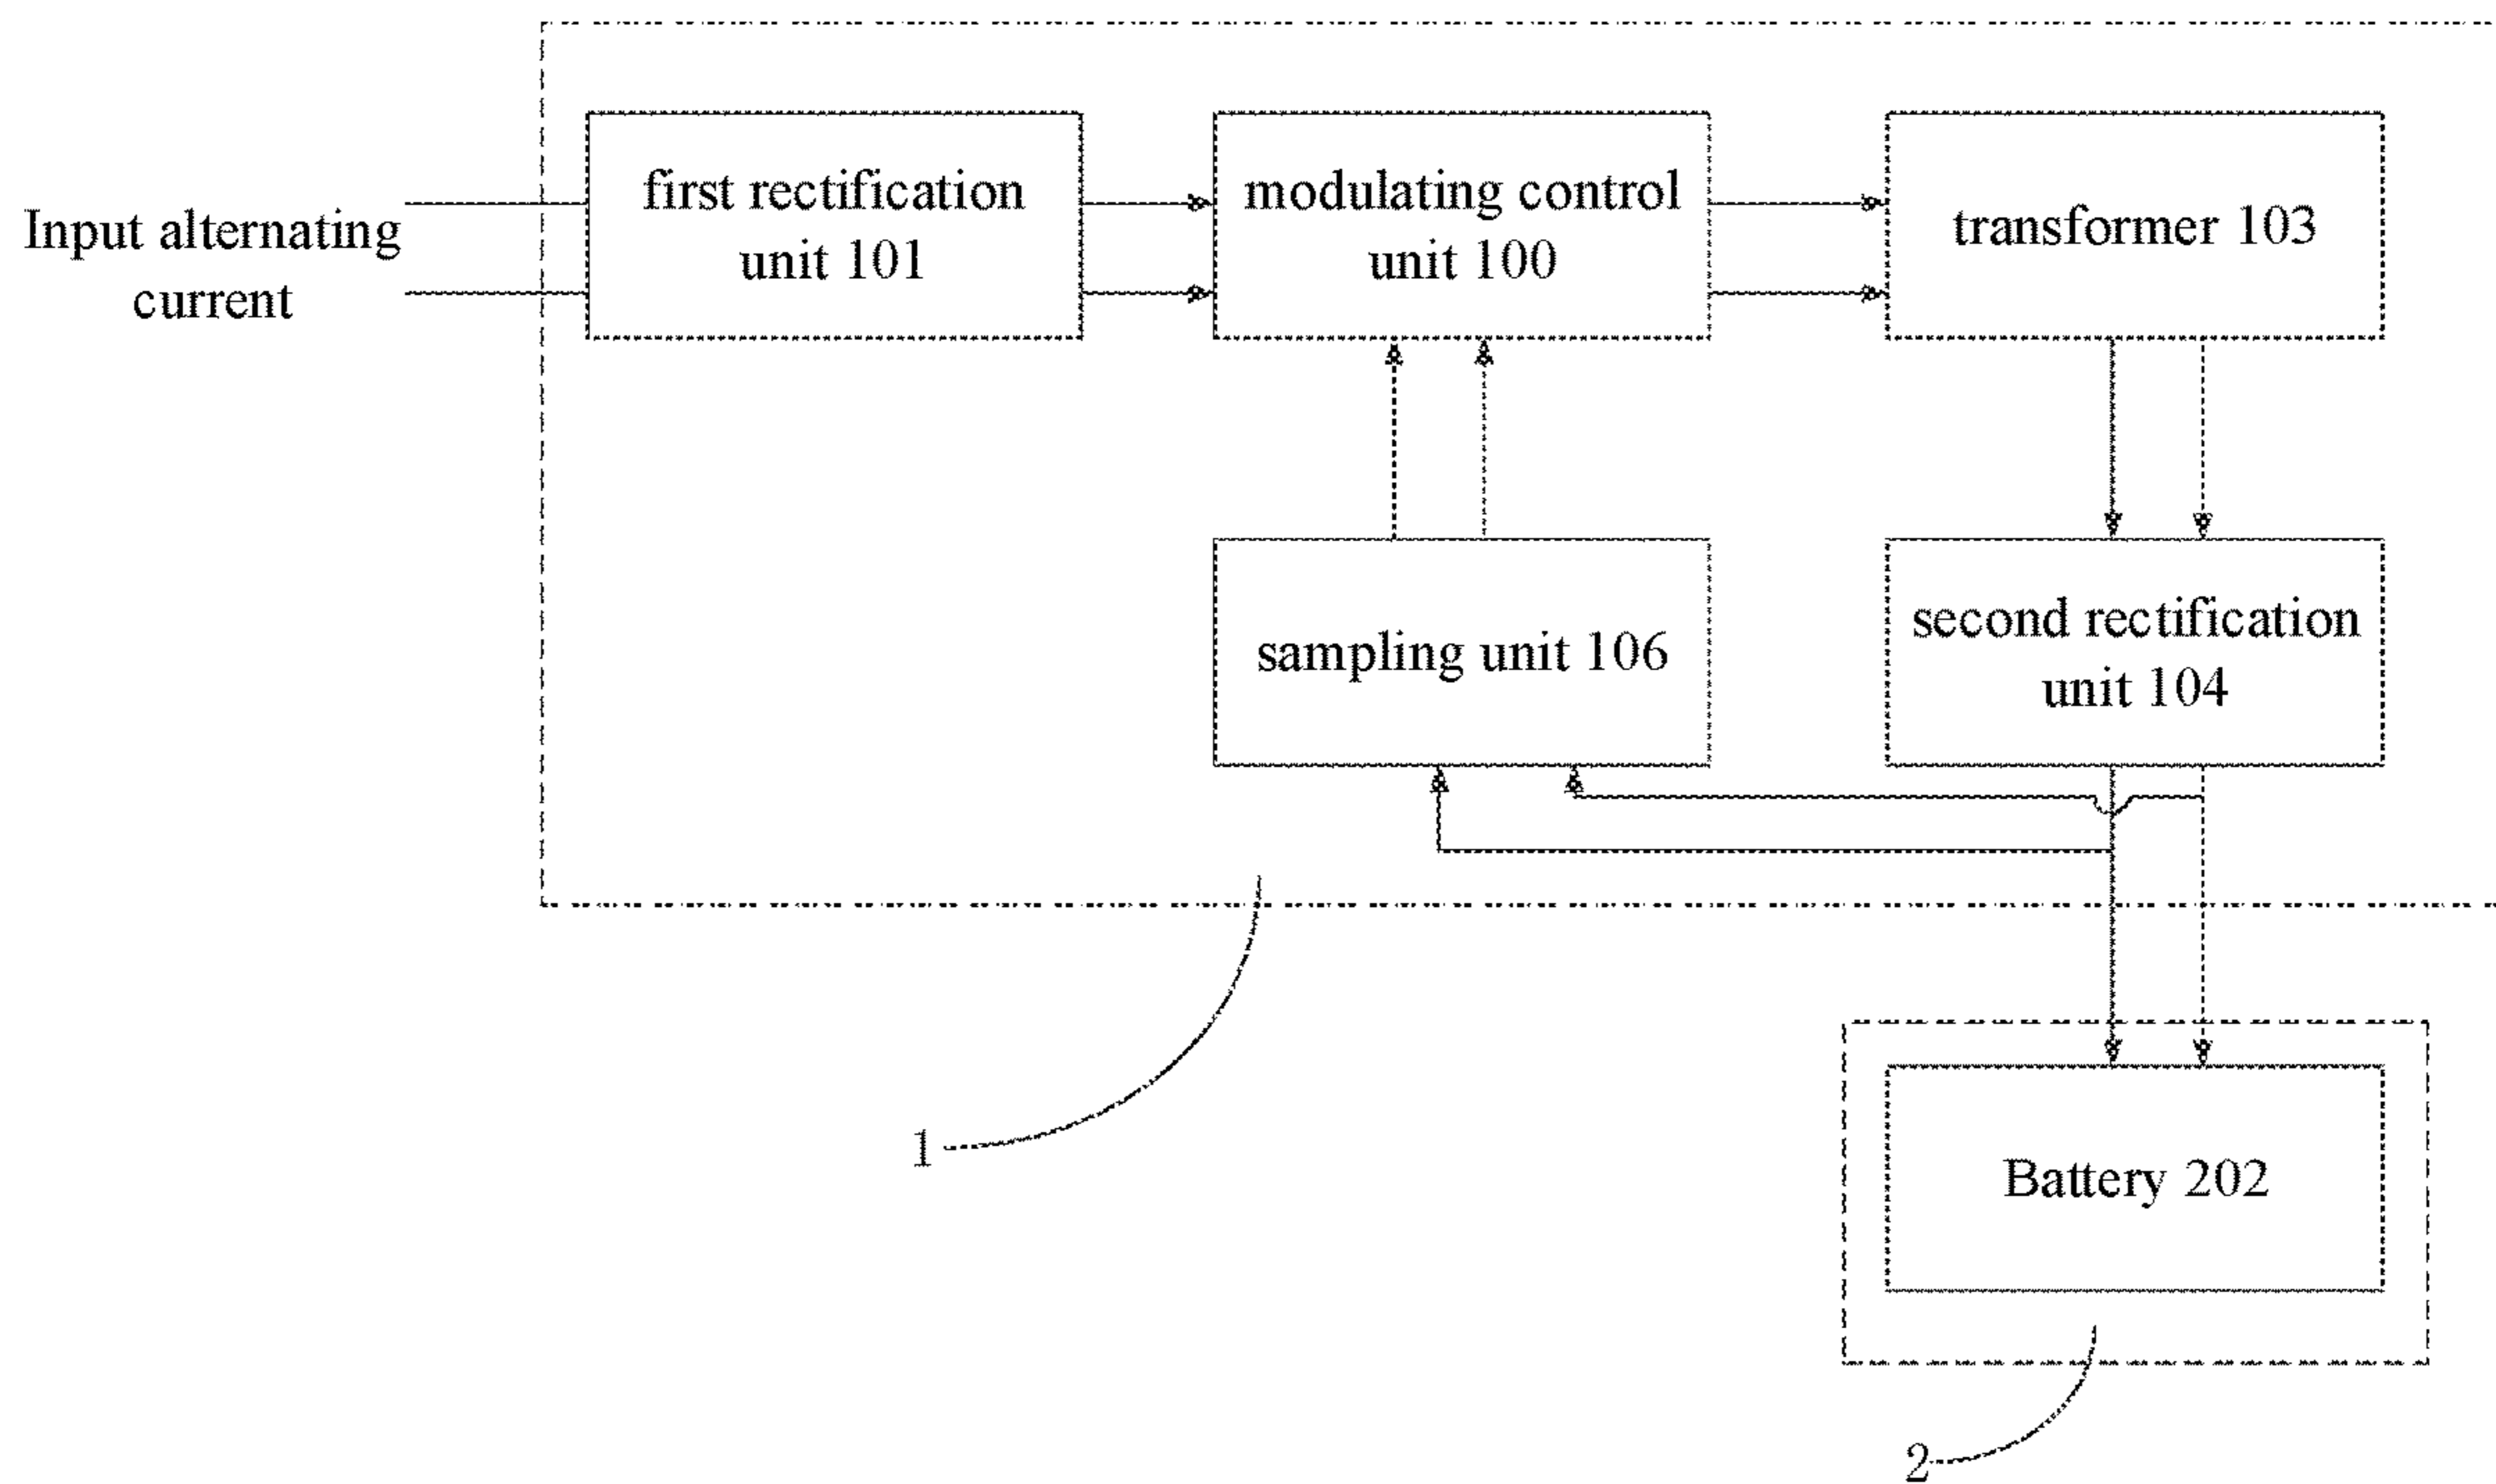 Input alternating
current
first rectification
unit 101
modulating control
unit 100
transformer 103
sampling unit 106
second rectification
unit 104
1
Battery 202
2